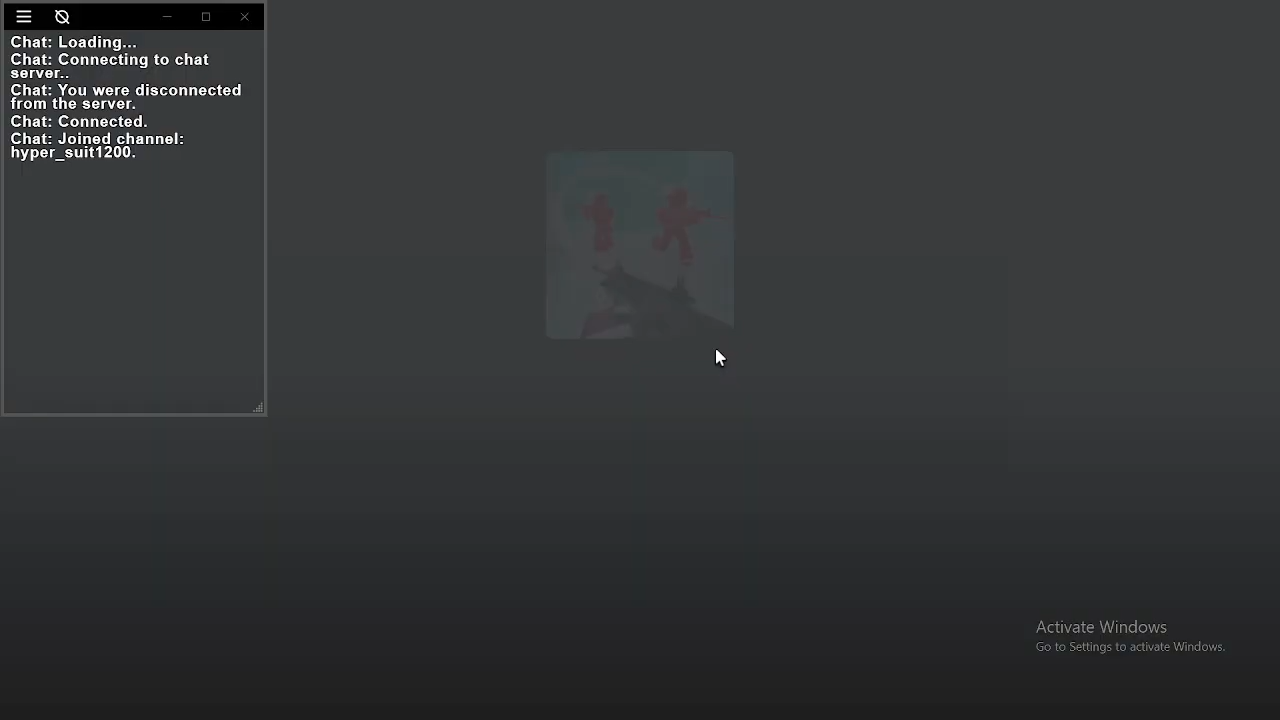 Chat: Loading...
Chat: Connecting to chat
server..
Chat: You were disconnected
from the server.
Chat: Connected.
Chat: Joined channel:
hyper_suit1200.
Activate Windows
Go to Settings to activate Windows.